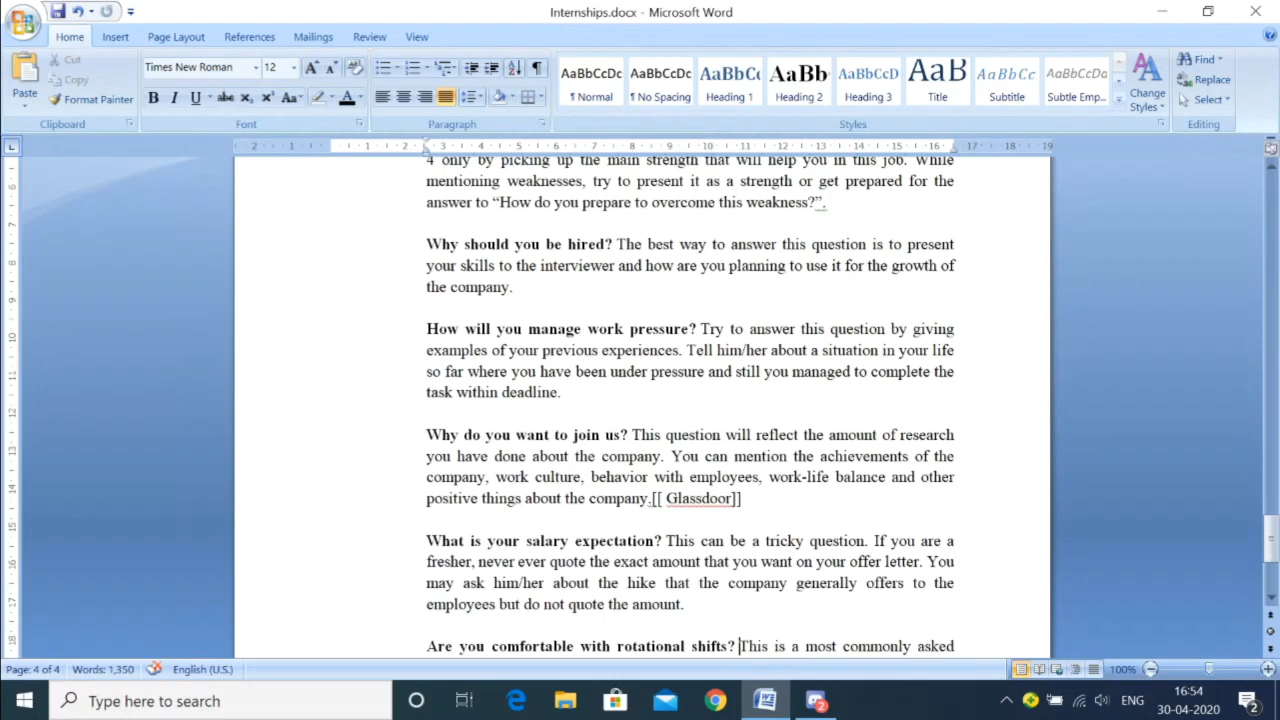 Internships.docx - Microsoft Word
Home Insert Page Layout References Mailings Review View
Paste
Cut
Copy
Format Painter
Times New Roman 12
¶ Normal ¶ No Spacing Heading 1 Heading 2 Heading 3 Title Subtitle Subtle Emp...
Change Styles
Find
Replace
Select
Clipboard Font Paragraph Styles Editing
4 only by picking up the main strength that will help you in this job. While
mentioning weaknesses, try to present it as a strength or get prepared for the
answer to “How do you prepare to overcome this weakness?”.
Why should you be hired? The best way to answer this question is to present
your skills to the interviewer and how are you planning to use it for the growth of
the company.
How will you manage work pressure? Try to answer this question by giving
examples of your previous experiences. Tell him/her about a situation in your life
so far where you have been under pressure and still you managed to complete the
task within deadline.
Why do you want to join us? This question will reflect the amount of research
you have done about the company. You can mention the achievements of the
company, work culture, behavior with employees, work-life balance and other
positive things about the company.[[ Glassdoor]]
What is your salary expectation? This can be a tricky question. If you are a
fresher, never ever quote the exact amount that you want on your offer letter. You
may ask him/her about the hike that the company generally offers to the
employees but do not quote the amount.
Are you comfortable with rotational shifts? This is a most commonly asked
Page: 4 of 4 Words: 1,350 English (U.S.) 100%
Type here to search
ENG
16:54
30-04-2020